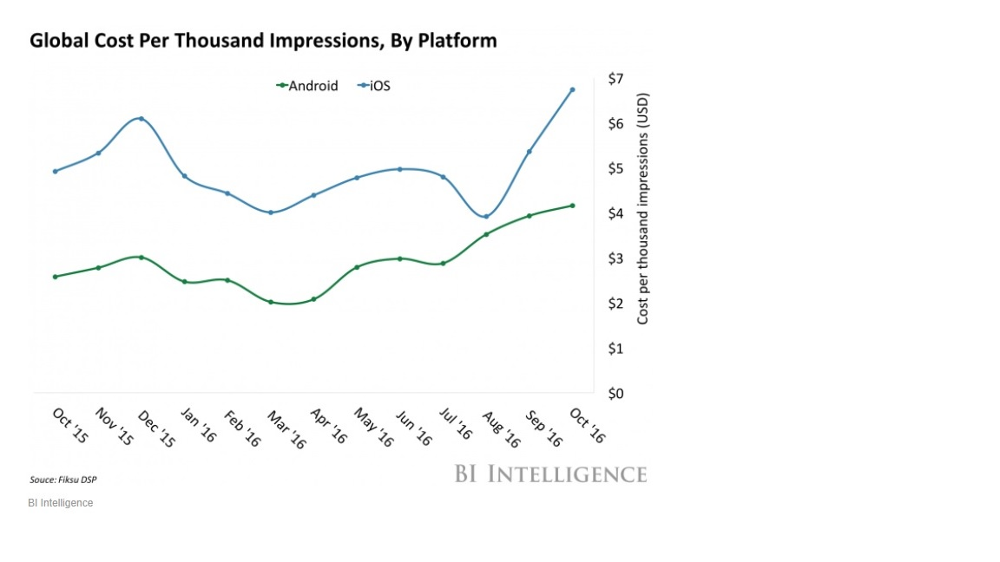 Global Cost Per Thousand Impressions, By Platform
Android
iOS
$7
$6
$5
$4
$3
$2
$1
$0
Cost per thousand impressions (USD)
Oct '15
Nov '15
Dec '15
Jan '16
Feb '16
Mar '16
Apr '16
May '16
Jun '16
Jul '16
Aug '16
Sep '16
Oct '16
Souce: Fiksu DSP
BI INTELLIGENCE
BI Intelligence